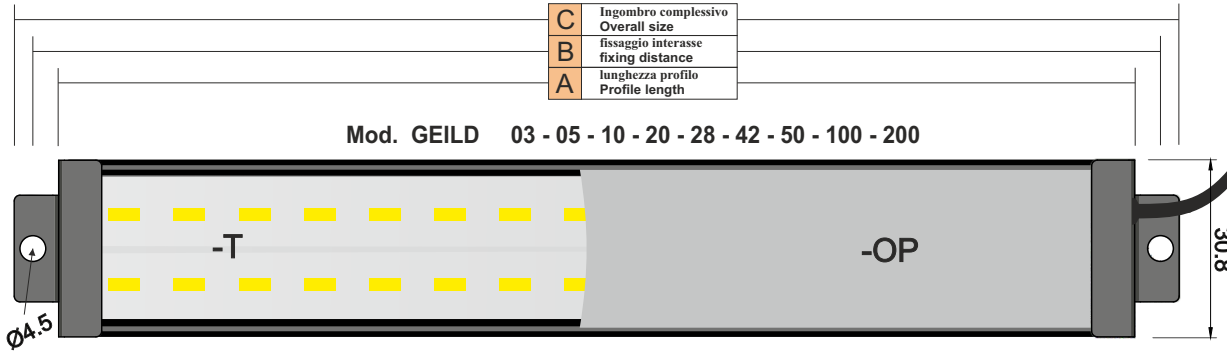 C Ingombro complessivo
Overall size
B fissaggio interasse
fixing distance
A lunghezza profilo
Profile length
Mod. GEILD 03 - 05 - 10 - 20 - 28 - 42 - 50 - 100 - 200
-T
-OP
30.8
Ø4.5